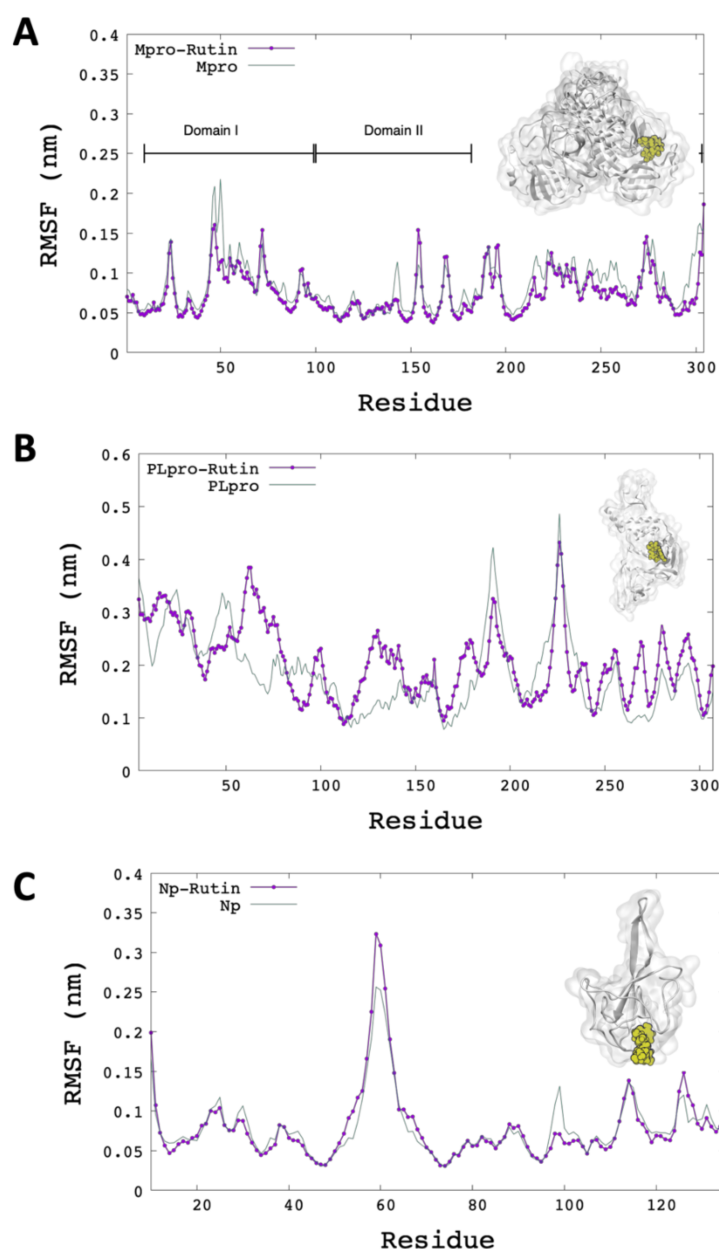 A
0.4
0.35
0.3
0.25
0.2
0.15
0.1
0.05
0
RMSF (nm)
Mpro-Rutin
Mpro
Domain I
Domain II
50
100
150
200
250
300
Residue
B
0.6
0.5
0.4
0.3
0.2
0.1
0
RMSF (nm)
PLpro-Rutin
PLpro
50
100
150
200
250
300
Residue
C
0.4
0.35
0.3
0.25
0.2
0.15
0.1
0.05
0
RMSF (nm)
Np-Rutin
Np
20
40
60
80
100
120
Residue